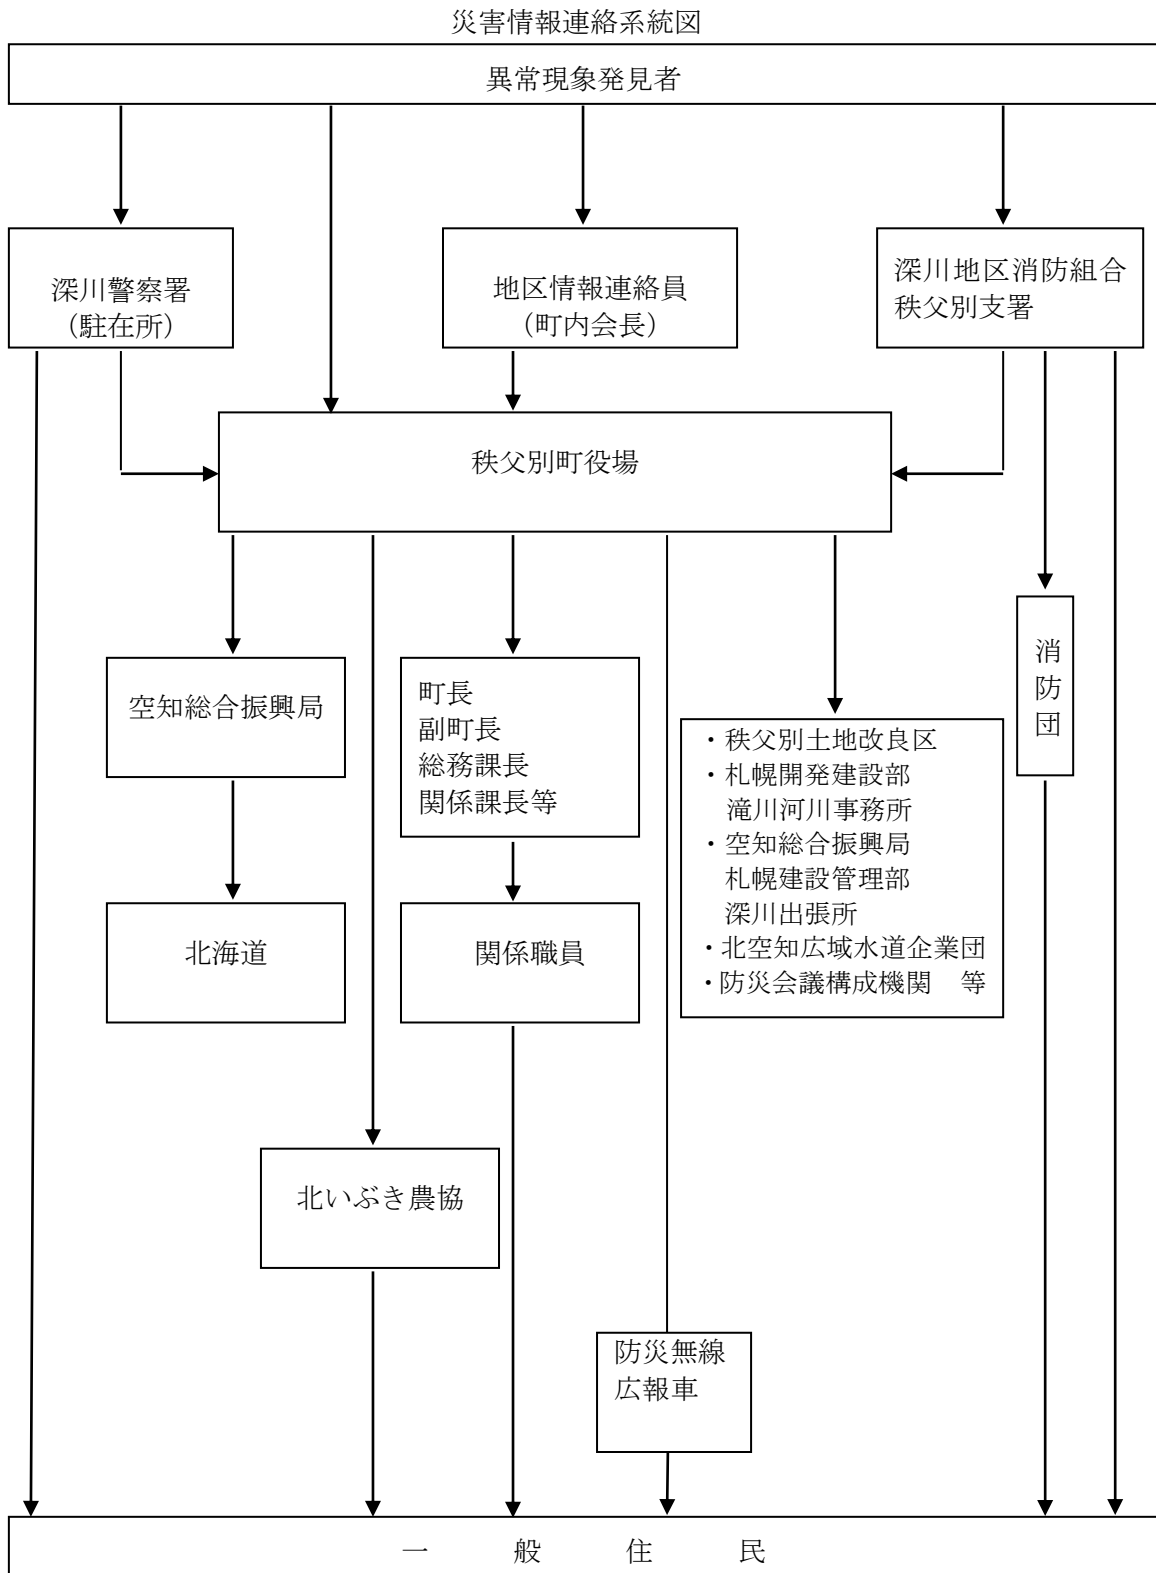 災害情報連絡系統図
異常現象発見者
深川警察署
（駐在所）
地区情報連絡員
（町内会長）
深川地区消防組合
秩父別支署
秩父別町役場
空知総合振興局
町長
副町長
総務課長
関係課長等
・秩父別土地改良区
・札幌開発建設部
滝川河川事務所
・空知総合振興局
札幌建設管理部
深川出張所
・北空知広域水道企業団
・防災会議構成機関　等
消防団
北海道
関係職員
北いぶき農協
防災無線
広報車
一　般　住　民